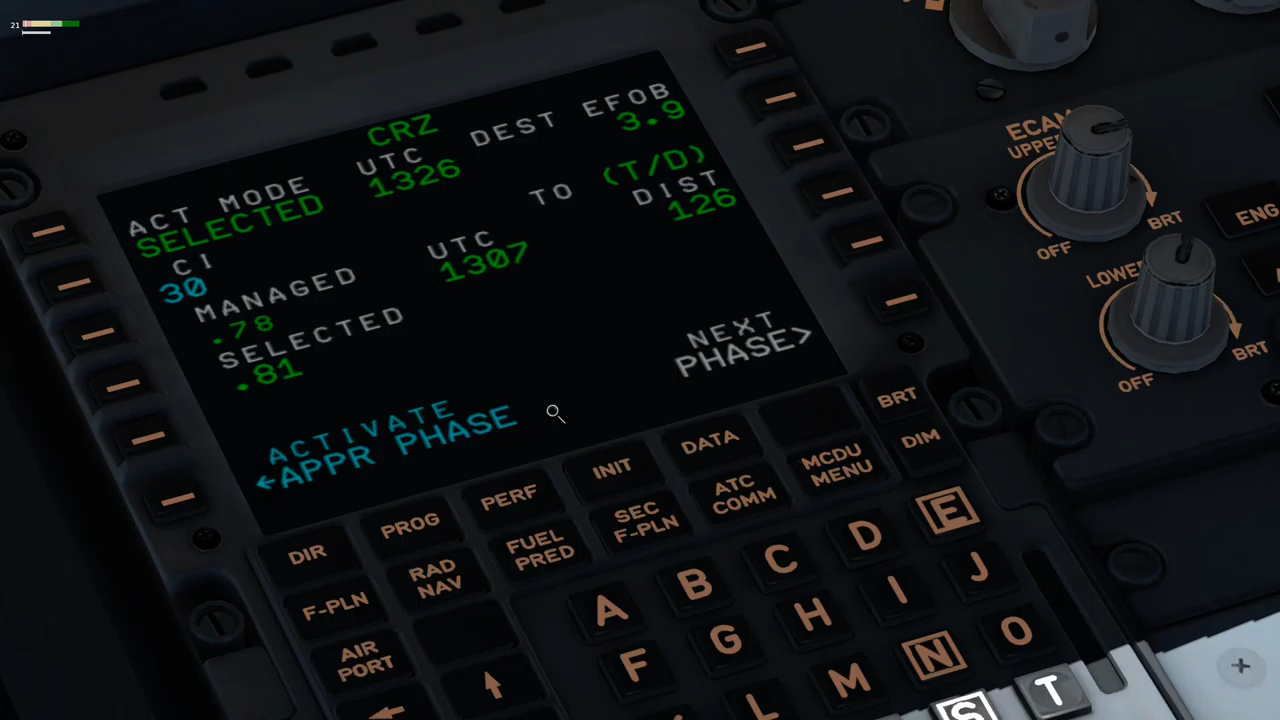 21
CRZ
ACT MODE UTC DEST EFOB
SELECTED 1326 3.9
CI TO (T/D)
30 UTC DIST
MANAGED 1307 126
.78
SELECTED
.81
NEXT
PHASE>
ACTIVATE
←APPR PHASE
DIR PROG PERF INIT DATA
BRT
DIM
F-PLN RAD NAV FUEL PRED SEC F-PLN ATC COMM MCDU MENU
AIR PORT ↑
←
A B C D E
F G H I J
L M N O
S T
ECAM
UPPER
OFF BRT
ENG
LOWER
OFF BRT